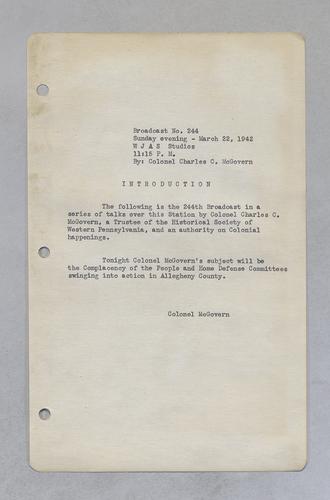 Broadcast No. 244
Sunday evening - March 22, 1942
W J A S Studios
11:15 P. M.
By: Colonel Charles C. McGovern
I N T R O D U C T I O N
The following is the 244th Broadcast in a
series of talks over this Station by Colonel Charles C.
McGovern, a Trustee of the Historical Society of
Western Pennsylvania, and an authority on Colonial
happenings.
Tonight Colonel McGovern's subject will be
the Complacency of the People and Home Defense Committees
swinging into action in Allegheny County.
Colonel McGovern